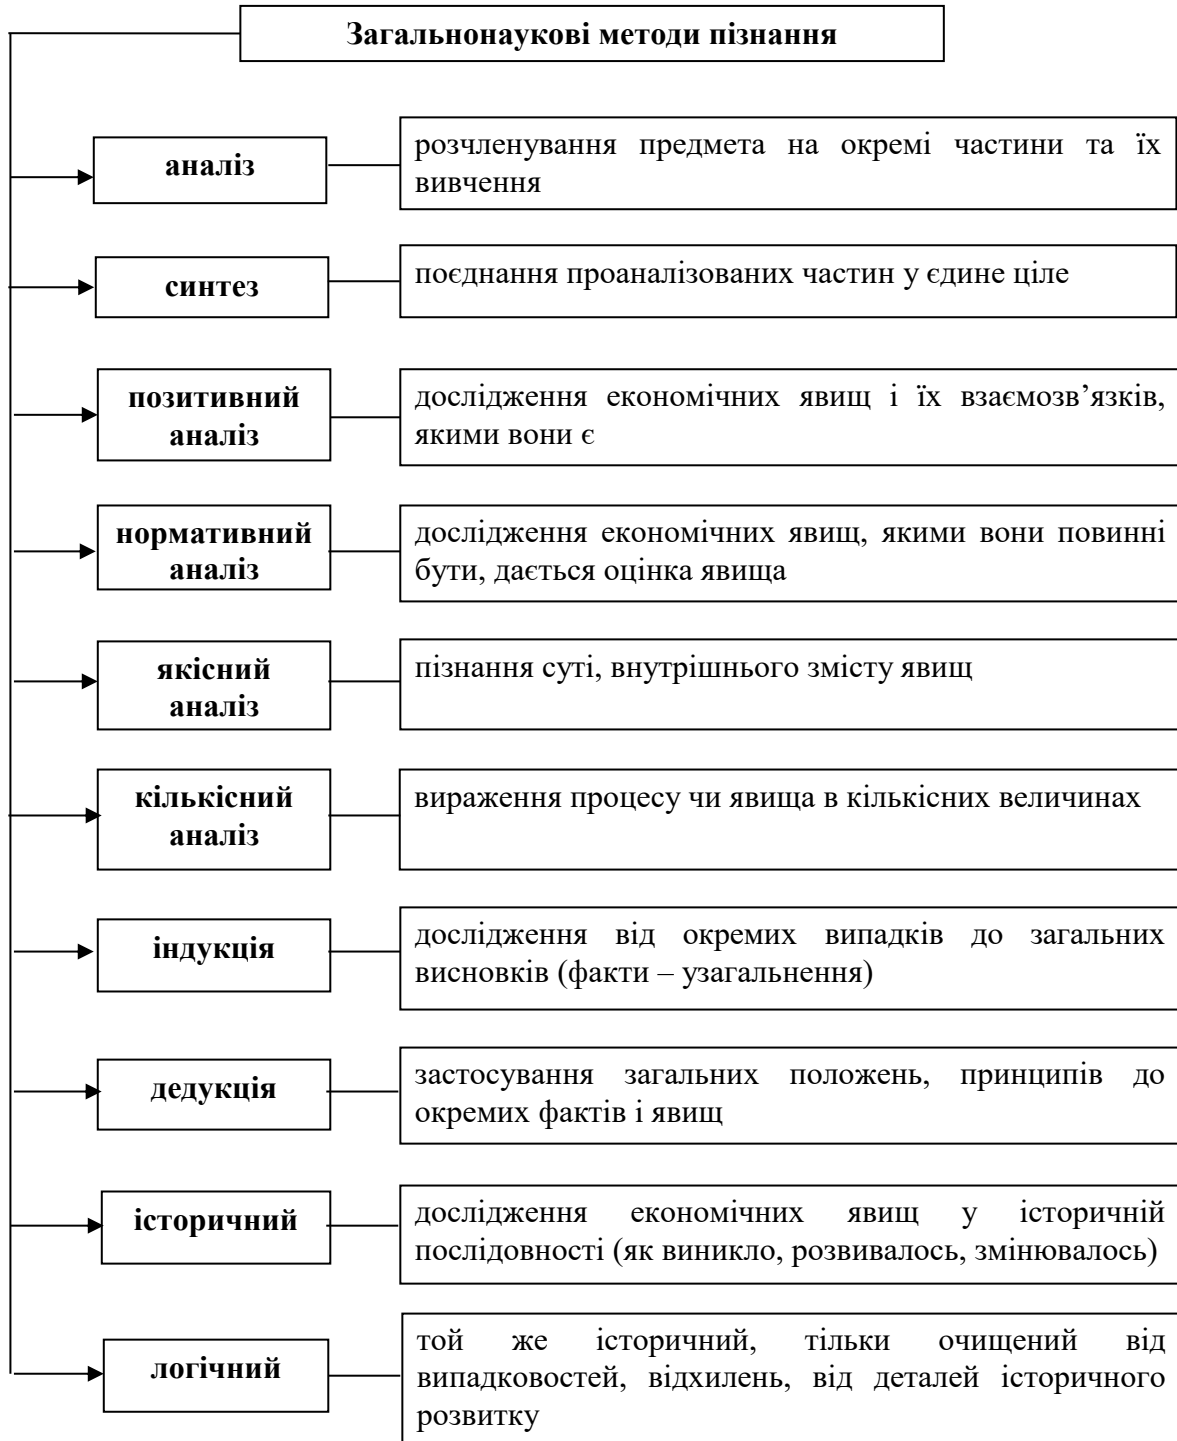 Загальнонаукові методи пізнання
аналіз
розчленування предмета на окремі частини та їх
вивчення
синтез
поєднання проаналізованих частин у єдине ціле
позитивний
аналіз
дослідження економічних явищ і їх взаємозв’язків,
якими вони є
нормативний
аналіз
дослідження економічних явищ, якими вони повинні
бути, дається оцінка явища
якісний
аналіз
пізнання суті, внутрішнього змісту явищ
кількісний
аналіз
вираження процесу чи явища в кількісних величинах
індукція
дослідження від окремих випадків до загальних
висновків (факти – узагальнення)
дедукція
застосування загальних положень, принципів до
окремих фактів і явищ
історичний
дослідження економічних явищ у історичній
послідовності (як виникло, розвивалось, змінювалось)
логічний
той же історичний, тільки очищений від
випадковостей, відхилень, від деталей історичного
розвитку